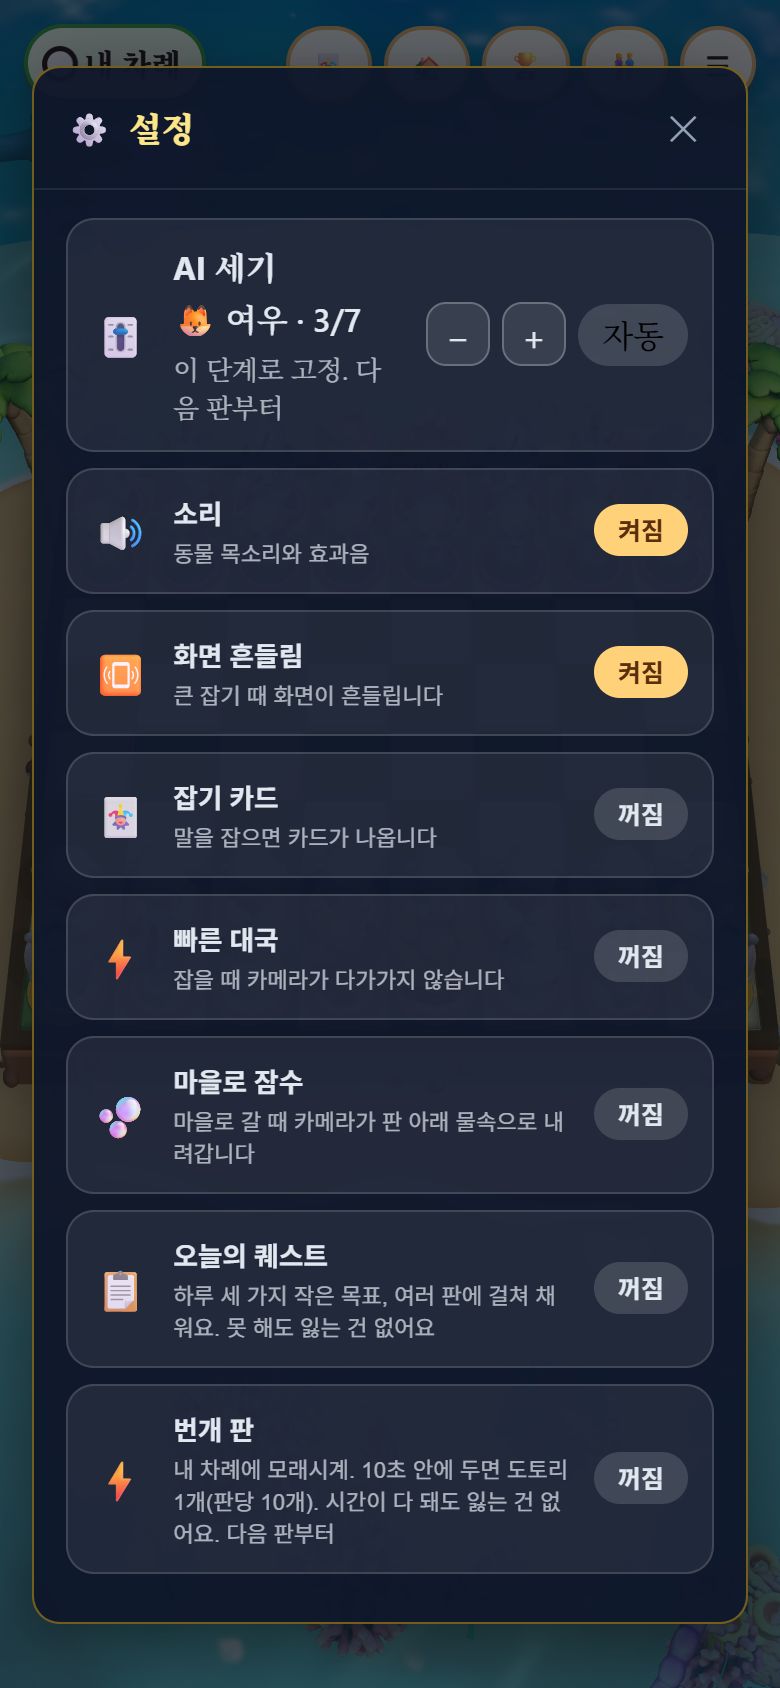 내 차례
설정
AI 세기
여우 · 3/7
이 단계로 고정. 다
음 판부터
−
+
자동
소리
동물 목소리와 효과음
켜짐
화면 흔들림
큰 잡기 때 화면이 흔들립니다
켜짐
잡기 카드
말을 잡으면 카드가 나옵니다
꺼짐
빠른 대국
잡을 때 카메라가 다가가지 않습니다
꺼짐
마을로 잠수
마을로 갈 때 카메라가 판 아래 물속으로 내
려갑니다
꺼짐
오늘의 퀘스트
하루 세 가지 작은 목표, 여러 판에 걸쳐 채
워요. 못 해도 잃는 건 없어요
꺼짐
번개 판
내 차례에 모래시계. 10초 안에 두면 도토리
1개(판당 10개). 시간이 다 돼도 잃는 건 없
어요. 다음 판부터
꺼짐